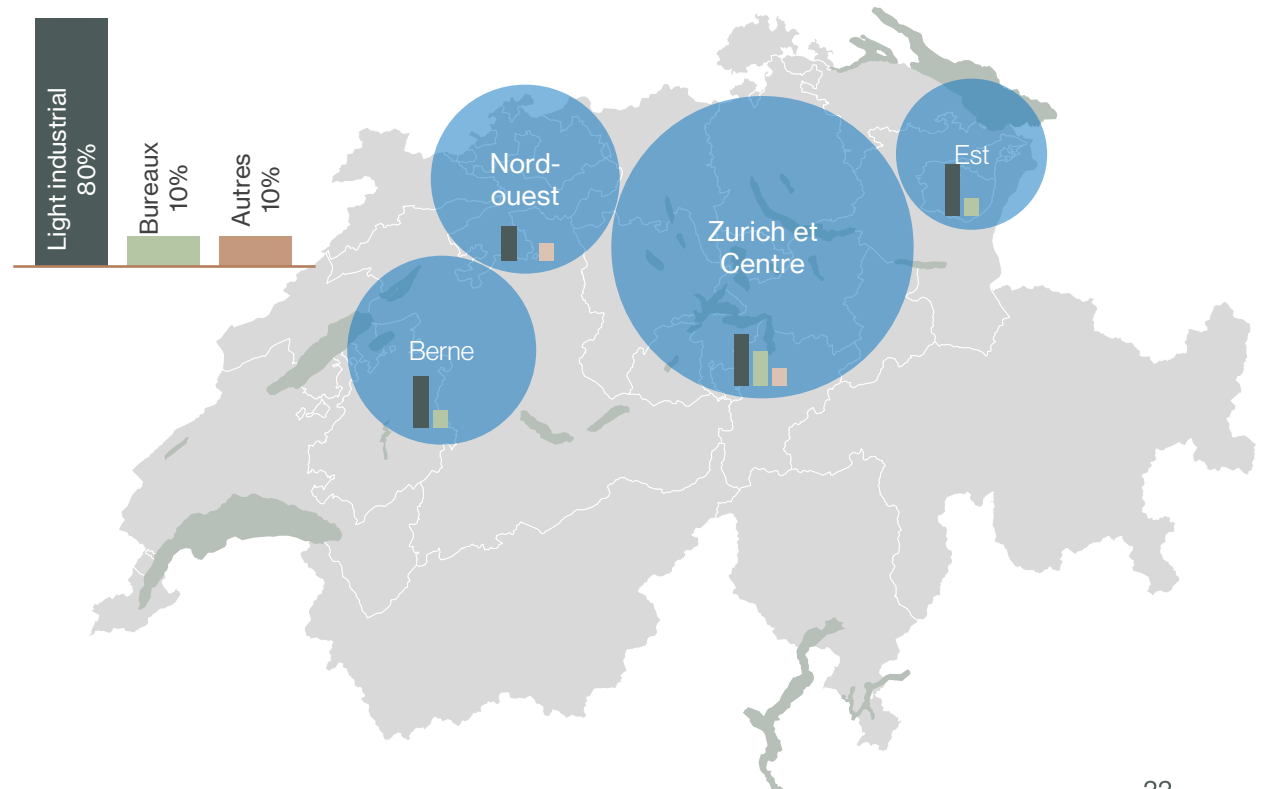 Light industrial
80%
Bureaux
10%
Autres
10%
Nord-
ouest
Zurich et
Centre
Est
Berne